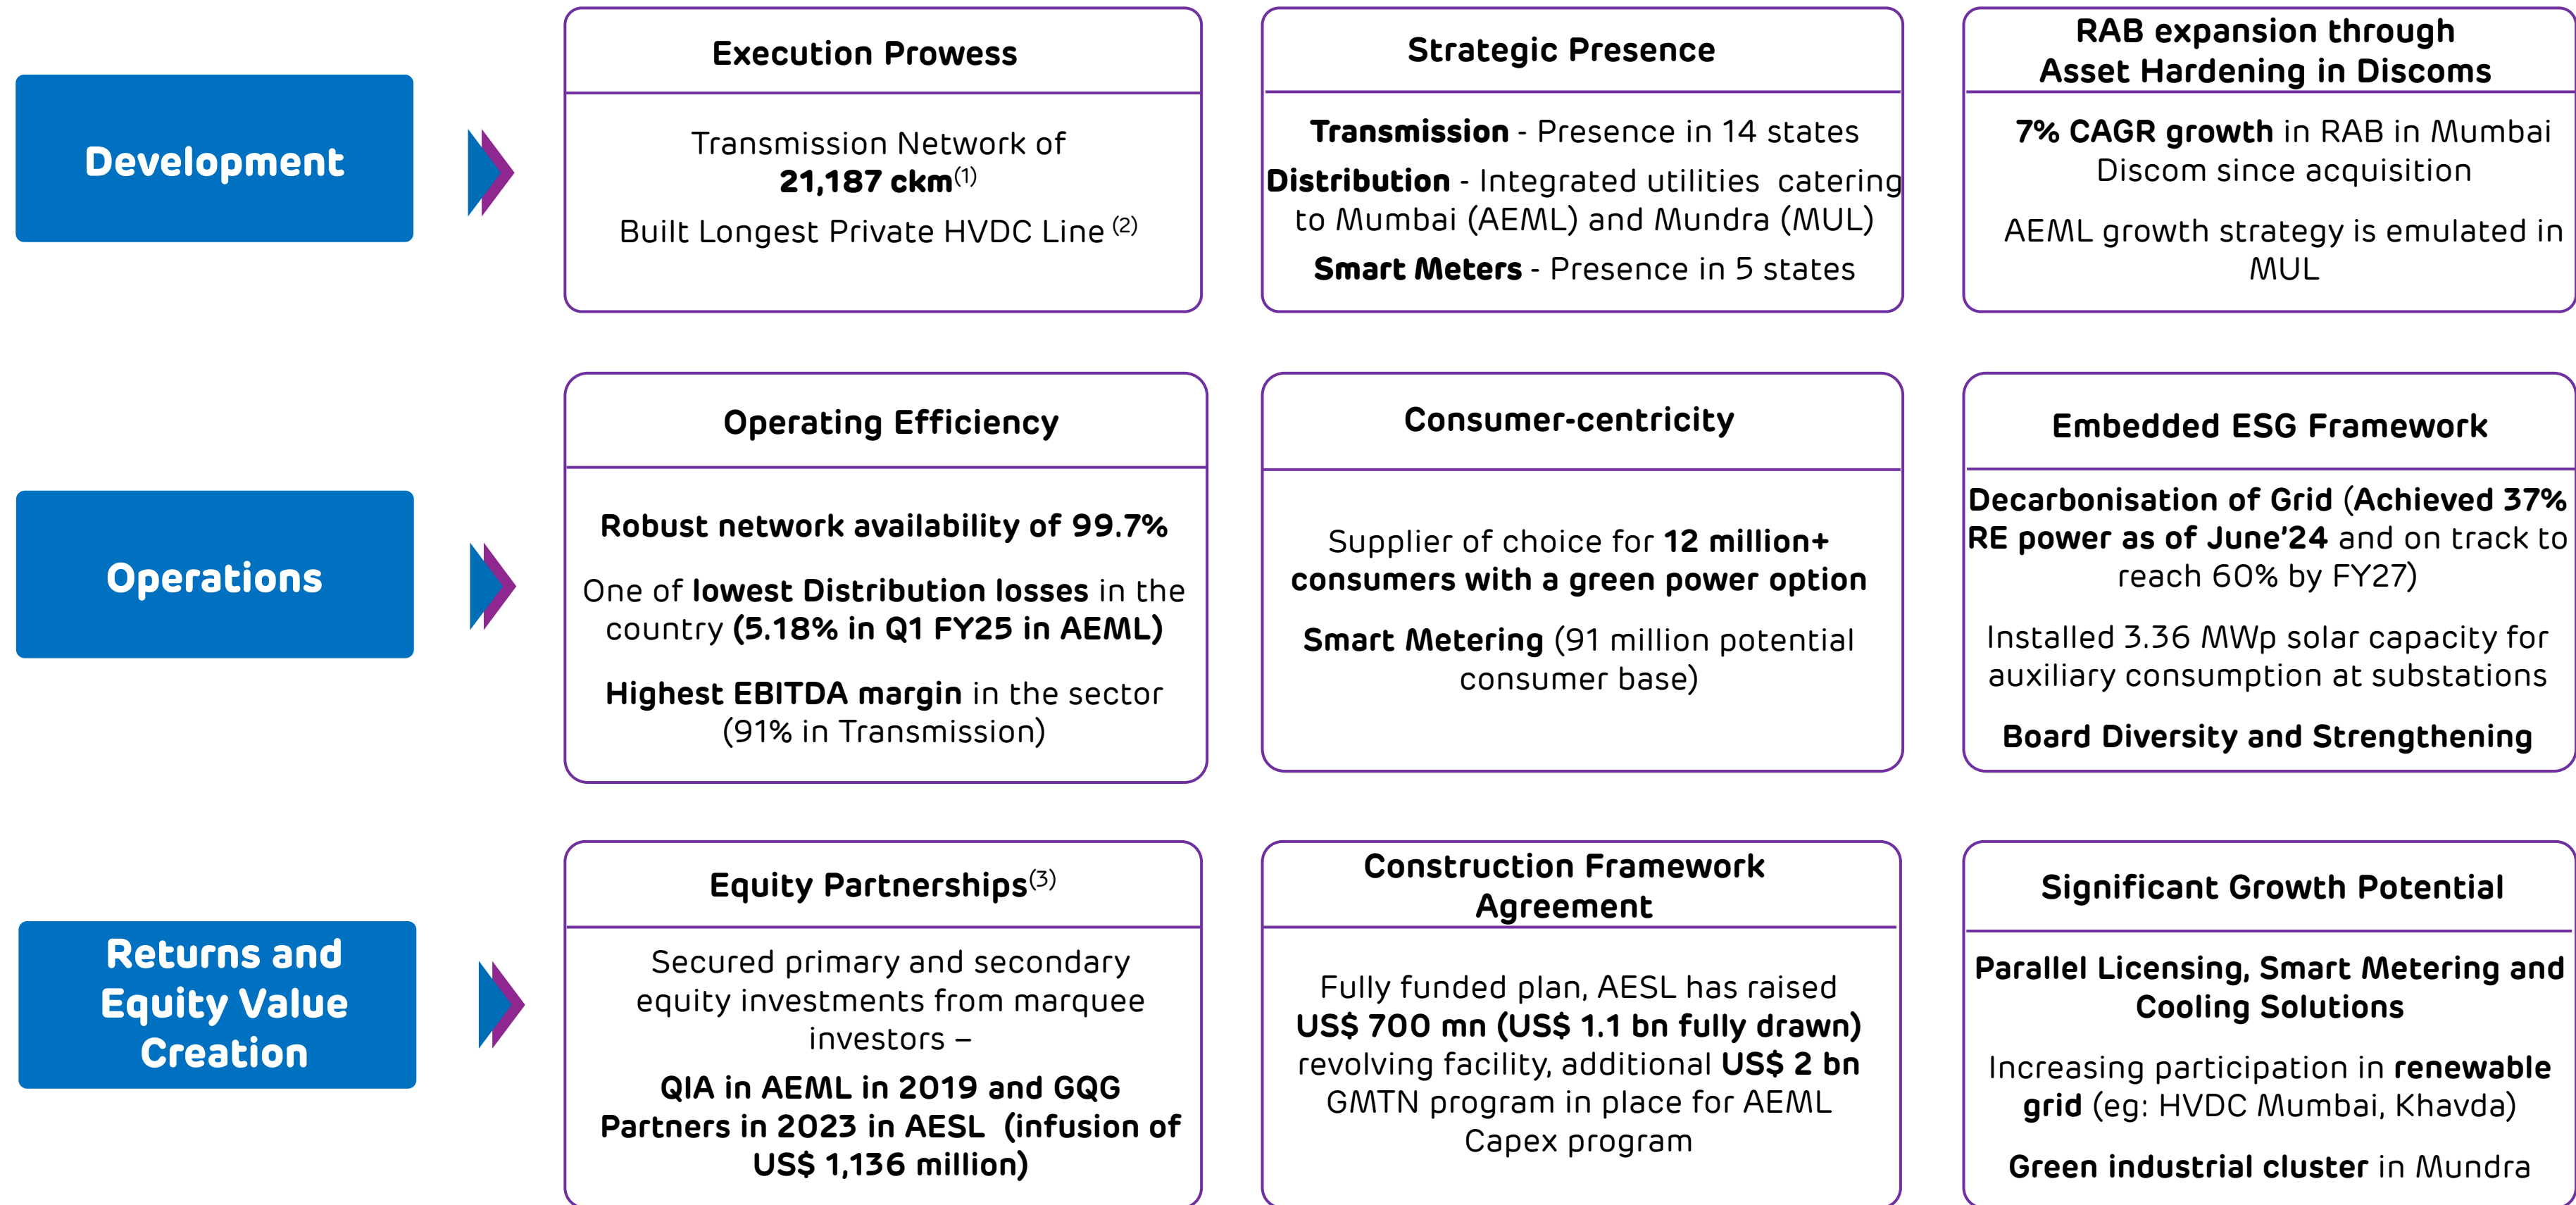 Development
Execution Prowess
Transmission Network of
21,187 ckm(1)
Built Longest Private HVDC Line (2)
Strategic Presence
Transmission - Presence in 14 states
Distribution - Integrated utilities catering
to Mumbai (AEML) and Mundra (MUL)
Smart Meters - Presence in 5 states
RAB expansion through
Asset Hardening in Discoms
7% CAGR growth in RAB in Mumbai
Discom since acquisition
AEML growth strategy is emulated in
MUL
Operations
Operating Efficiency
Robust network availability of 99.7%
One of lowest Distribution losses in the
country (5.18% in Q1 FY25 in AEML)
Highest EBITDA margin in the sector
(91% in Transmission)
Consumer-centricity
Supplier of choice for 12 million+
consumers with a green power option
Smart Metering (91 million potential
consumer base)
Embedded ESG Framework
Decarbonisation of Grid (Achieved 37%
RE power as of June'24 and on track to
reach 60% by FY27)
Installed 3.36 MWp solar capacity for
auxiliary consumption at substations
Board Diversity and Strengthening
Returns and
Equity Value
Creation
Equity Partnerships(3)
Secured primary and secondary
equity investments from marquee
investors –
QIA in AEML in 2019 and GQG
Partners in 2023 in AESL (infusion of
US$ 1,136 million)
Construction Framework
Agreement
Fully funded plan, AESL has raised
US$ 700 mn (US$ 1.1 bn fully drawn)
revolving facility, additional US$ 2 bn
GMTN program in place for AEML
Capex program
Significant Growth Potential
Parallel Licensing, Smart Metering and
Cooling Solutions
Increasing participation in renewable
grid (eg: HVDC Mumbai, Khavda)
Green industrial cluster in Mundra